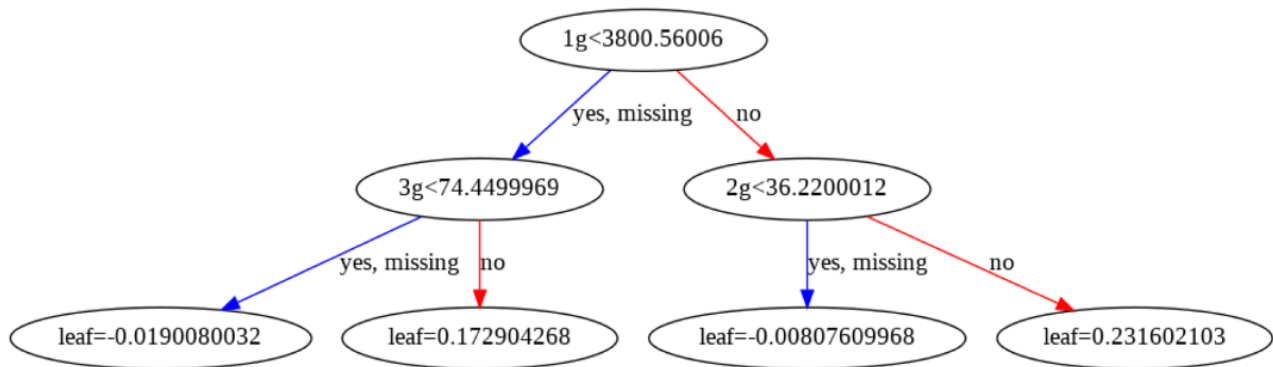 1g<3800.56006
yes, missing
no
3g<74.4499969
2g<36.2200012
yes, missing
no
yes, missing
no
leaf=-0.0190080032
leaf=0.172904268
leaf=-0.00807609968
leaf=0.231602103